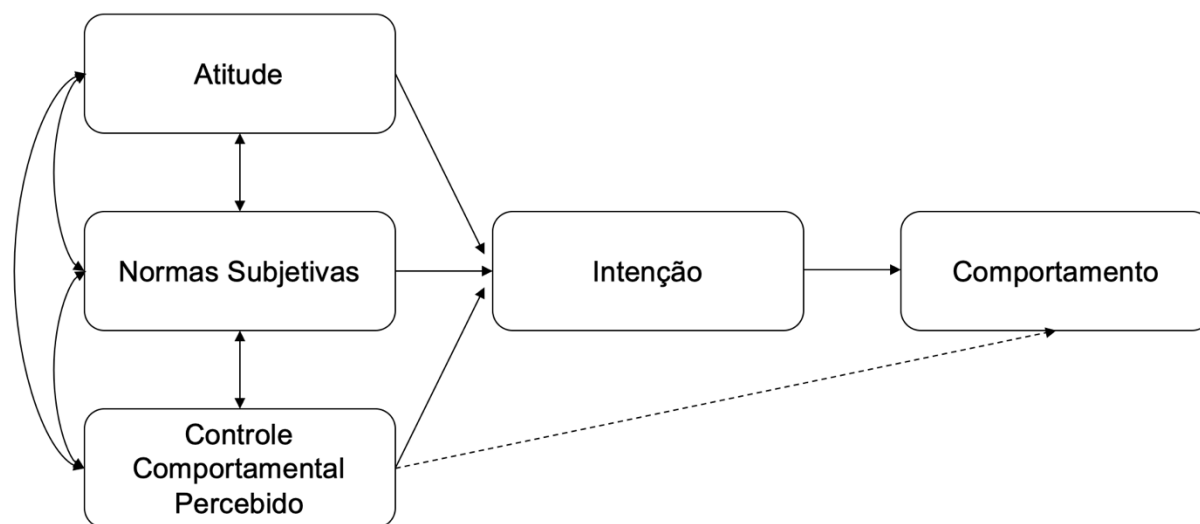 Atitude
Normas Subjetivas
Intenção
Comportamento
Controle
Comportamental
Percebido